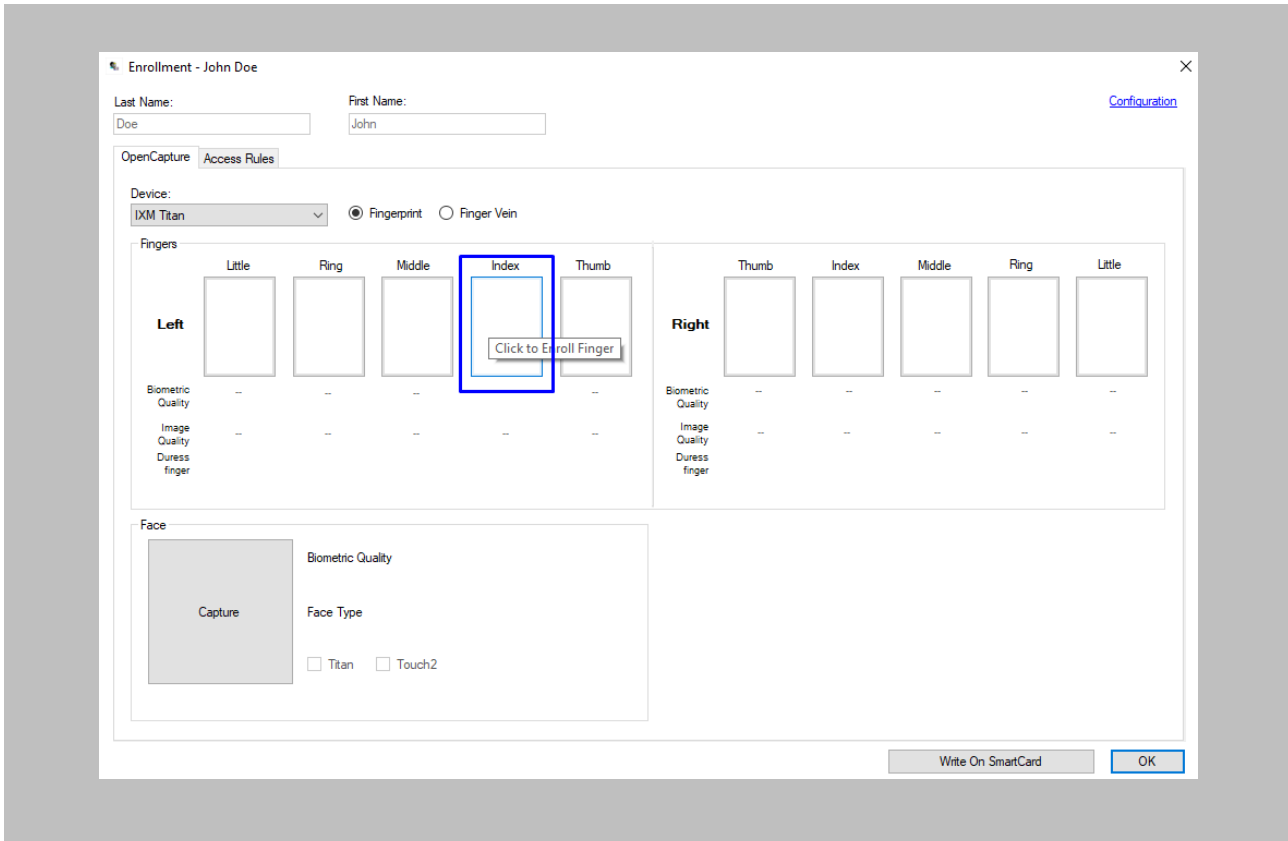 Enrollment - John Doe
Last Name: First Name: Configuration
Doe John
OpenCapture Access Rules
Device:
IXM Titan Fingerprint Finger Vein
Fingers
Little Ring Middle Index Thumb Thumb Index Middle Ring Little
Left Right
Click to Enroll Finger
Biometric Quality -- -- -- -- Biometric Quality -- -- -- -- --
Image Quality -- -- -- -- -- Image Quality -- -- -- -- --
Duress finger Duress finger
Face
Capture
Biometric Quality
Face Type
Titan Touch2
Write On SmartCard OK